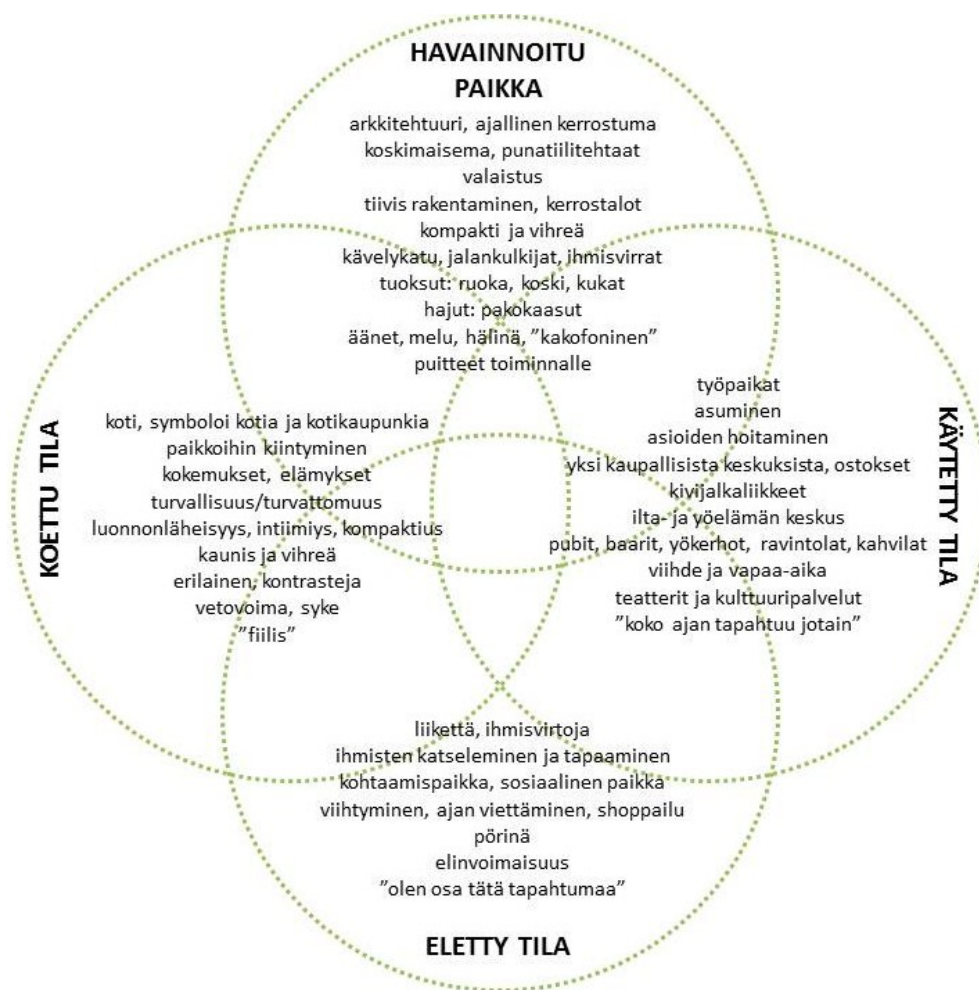 HAVAINNOITU
PAIKKA
arkkitehtuuri, ajallinen kerrostuma
koskimaisema, punatiilitehtaat
valaistus
tiivis rakentaminen, kerrostalot
kompakti ja vihreä
kävelykatu, jalankulkijat, ihmisvirrat
tuoksut: ruoka, koski, kukat
hajut: pakokaasut
äänet, melu, hälinä, ”kakofoninen”
puitteet toiminnalle
KOETTU TILA
koti, symboloi kotia ja kotikaupunkia
paikkoihin kiintyminen
kokemukset, elämykset
turvallisuus/turvattomuus
luonnonläheisyys, intiimiys, kompaktius
kaunis ja vihreä
erilainen, kontrasteja
vetovoima, syke
”fiilis”
työpaikat
asuminen
asioiden hoitaminen
yksi kaupallisista keskuksista, ostokset
kivijalkaliikkeet
ilta- ja yöelämän keskus
pubit, baarit, yökerhot, ravintolat, kahvilat
viihde ja vapaa-aika
teatterit ja kulttuuripalvelut
”koko ajan tapahtuu jotain”
KÄYTETTY TILA
liikettä, ihmisvirtoja
ihmisten katseleminen ja tapaaminen
kohtaamispaikka, sosiaalinen paikka
viihtyminen, ajan viettäminen, shoppailu
pörinä
elinvoimaisuus
”olen osa tätä tapahtumaa”
ELETTY TILA